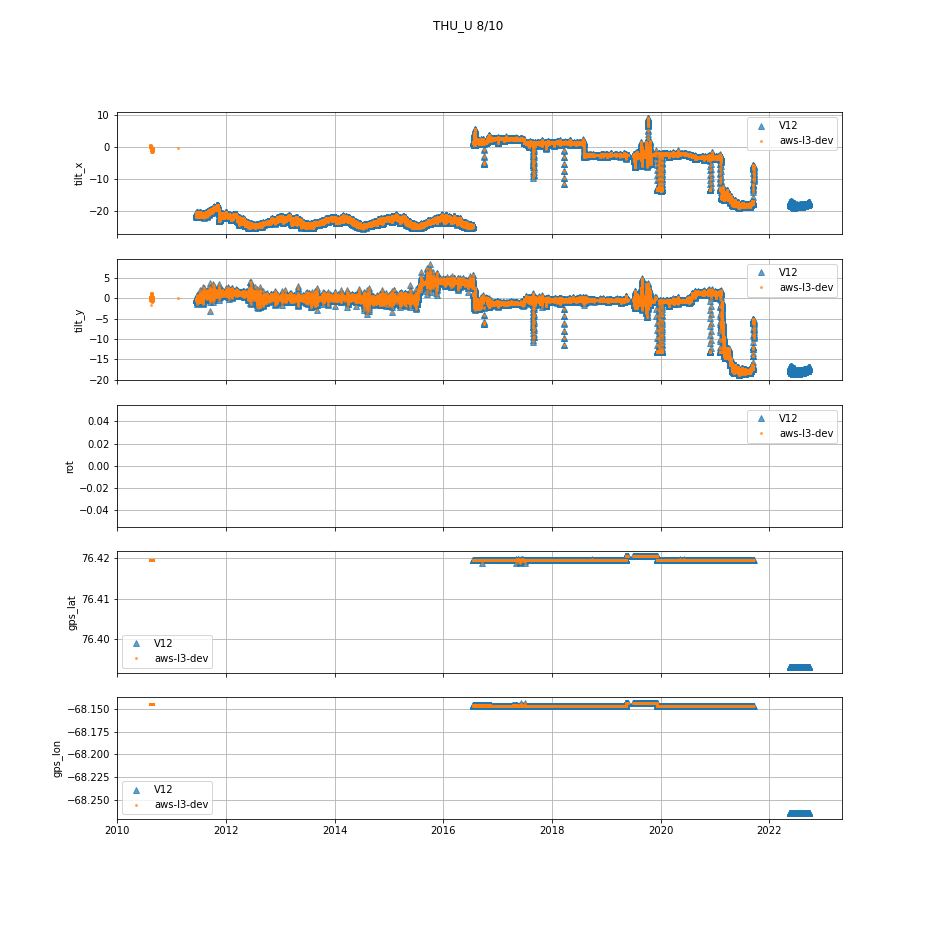 THU_U 8/10
10
0
−10
−20
tilt_x
V12
aws-l3-dev
5
0
−5
−10
−15
−20
tilt_y
V12
aws-l3-dev
0.04
0.02
0.00
−0.02
−0.04
rot
V12
aws-l3-dev
76.42
76.41
76.40
gps_lat
V12
aws-l3-dev
−68.150
−68.175
−68.200
−68.225
−68.250
gps_lon
V12
aws-l3-dev
2010 2012 2014 2016 2018 2020 2022